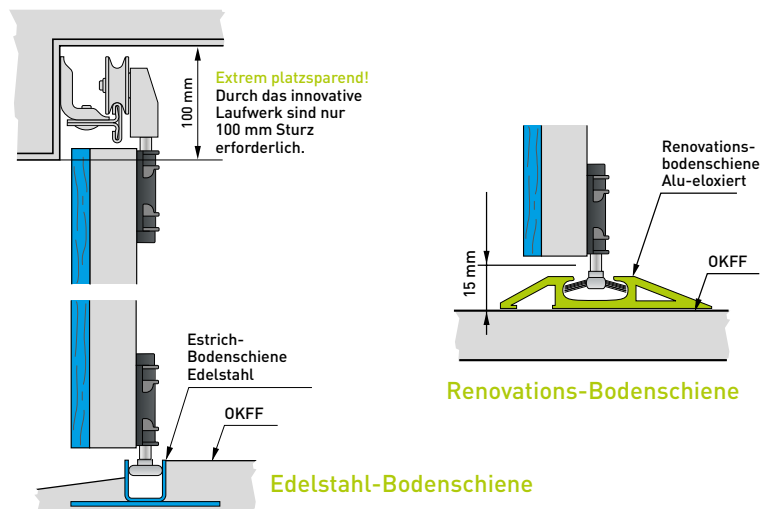 100 mm
Extrem platzsparend!
Durch das innovative
Laufwerk sind nur
100 mm Sturz
erforderlich.
Renovations-
bodenschiene
Alu-eloxiert
OKFF
15 mm
Renovations-Bodenschiene
Estrich-
Bodenschiene
Edelstahl
OKFF
Edelstahl-Bodenschiene